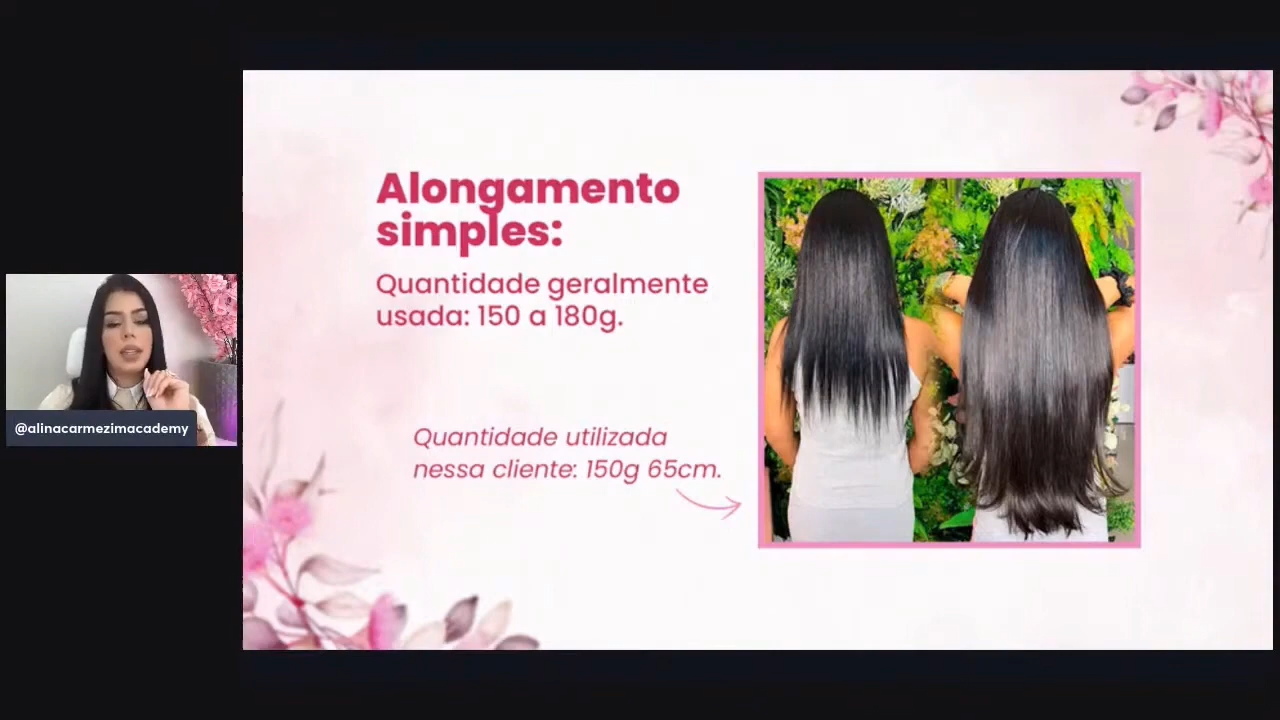 Alongamento
simples:
Quantidade geralmente
usada: 150 a 180g.
Quantidade utilizada
nessa cliente: 150g 65cm.
@alinacarmezimacademy